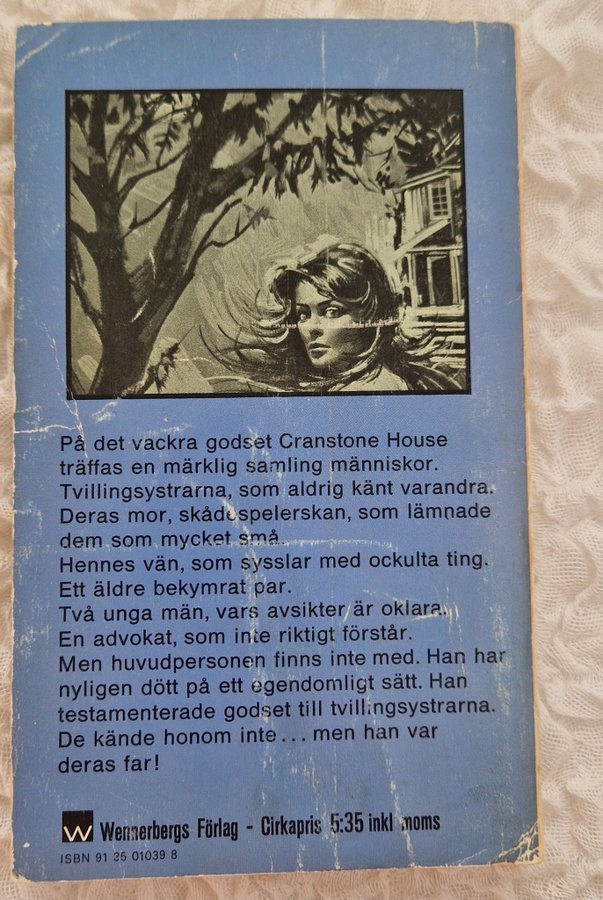 På det vackra godset Cranstone House
träffas en märklig samling människor.
Tvillingsystrarna, som aldrig känt varandra.
Deras mor, skådespelerskan, som lämnade
dem som mycket små.
Hennes vän, som sysslar med ockulta ting.
Ett äldre bekymrat par.
Två unga män, vars avsikter är oklara.
En advokat, som inte riktigt förstår.
Men huvudpersonen finns inte med. Han har
nyligen dött på ett egendomligt sätt. Han
testamenterade godset till tvillingsystrarna.
De kände honom inte... men han var
deras far!
W Wennerbergs Förlag - Cirkapris 5:35 inkl moms
ISBN 91 35 01039 8